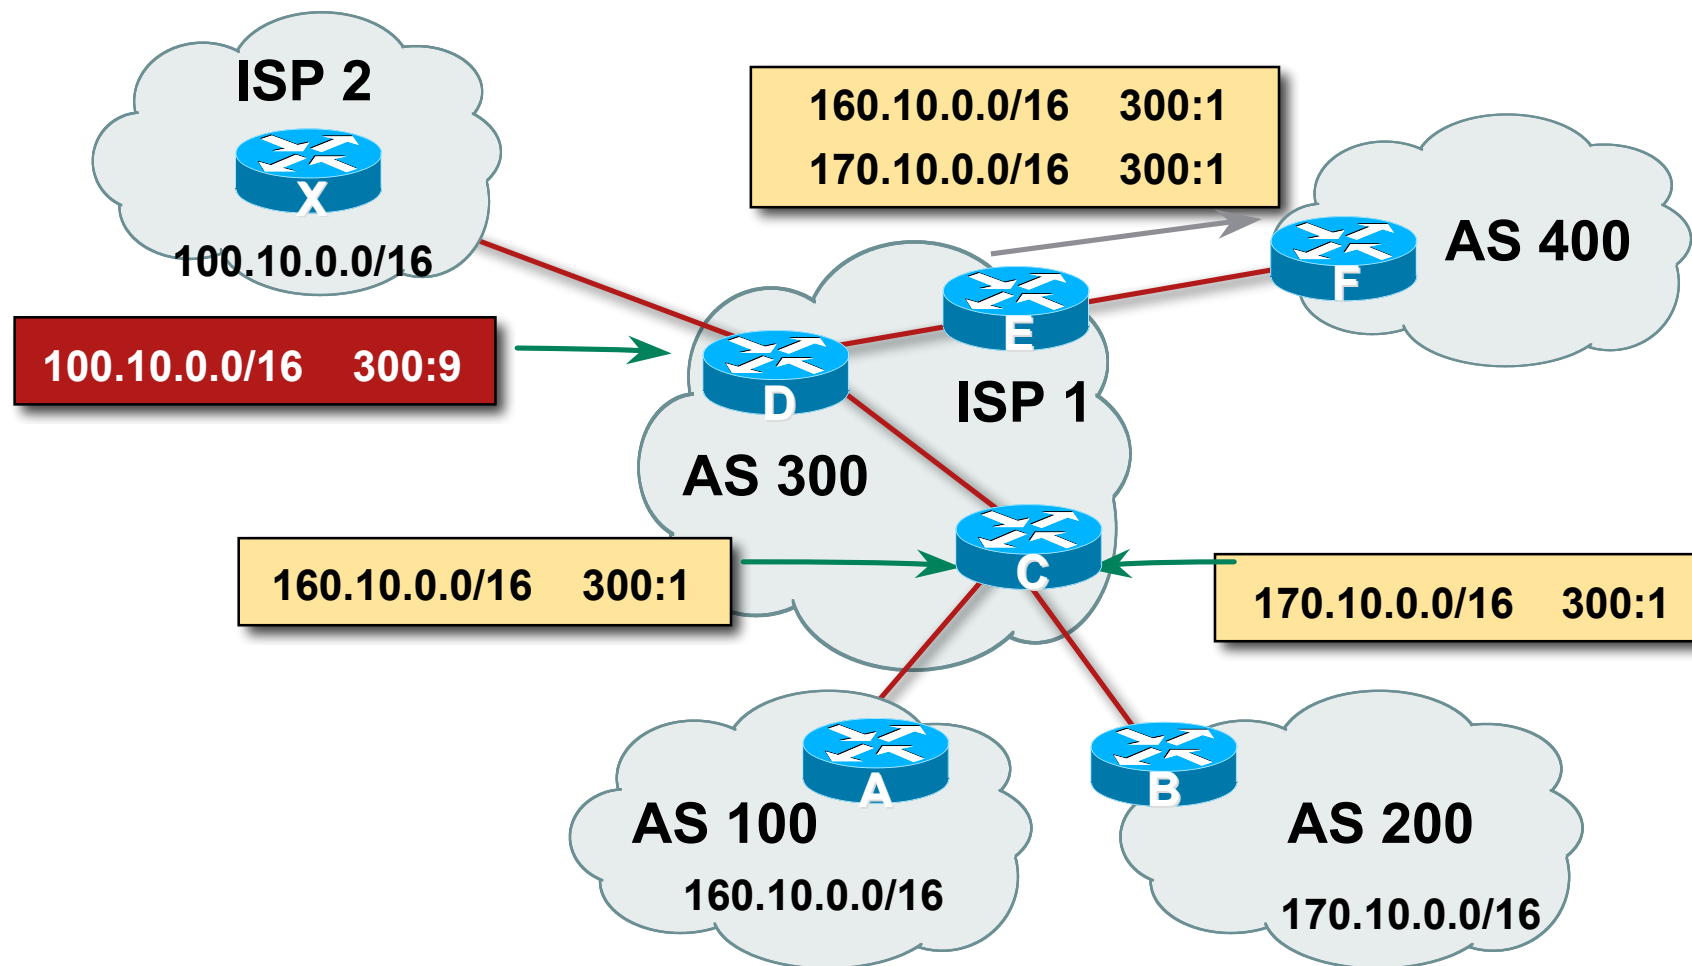 ISP 2
X
100.10.0.0/16
160.10.0.0/16 300:1
170.10.0.0/16 300:1
F
AS 400
E
100.10.0.0/16 300:9
D
ISP 1
AS 300
160.10.0.0/16 300:1
C
170.10.0.0/16 300:1
A
AS 100
160.10.0.0/16
B
AS 200
170.10.0.0/16